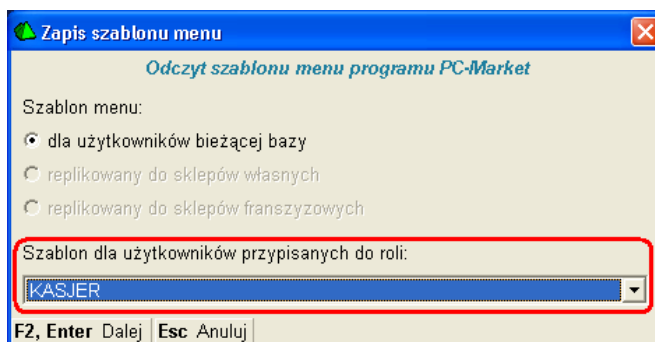 Zapis szablonu menu
Odczyt szablonu menu programu PC-Market
Szablon menu:
dla użytkowników bieżącej bazy
replikowany do sklepów własnych
replikowany do sklepów franszyzowych
Szablon dla użytkowników przypisanych do roli:
KASJER
F2, Enter Dalej Esc Anuluj